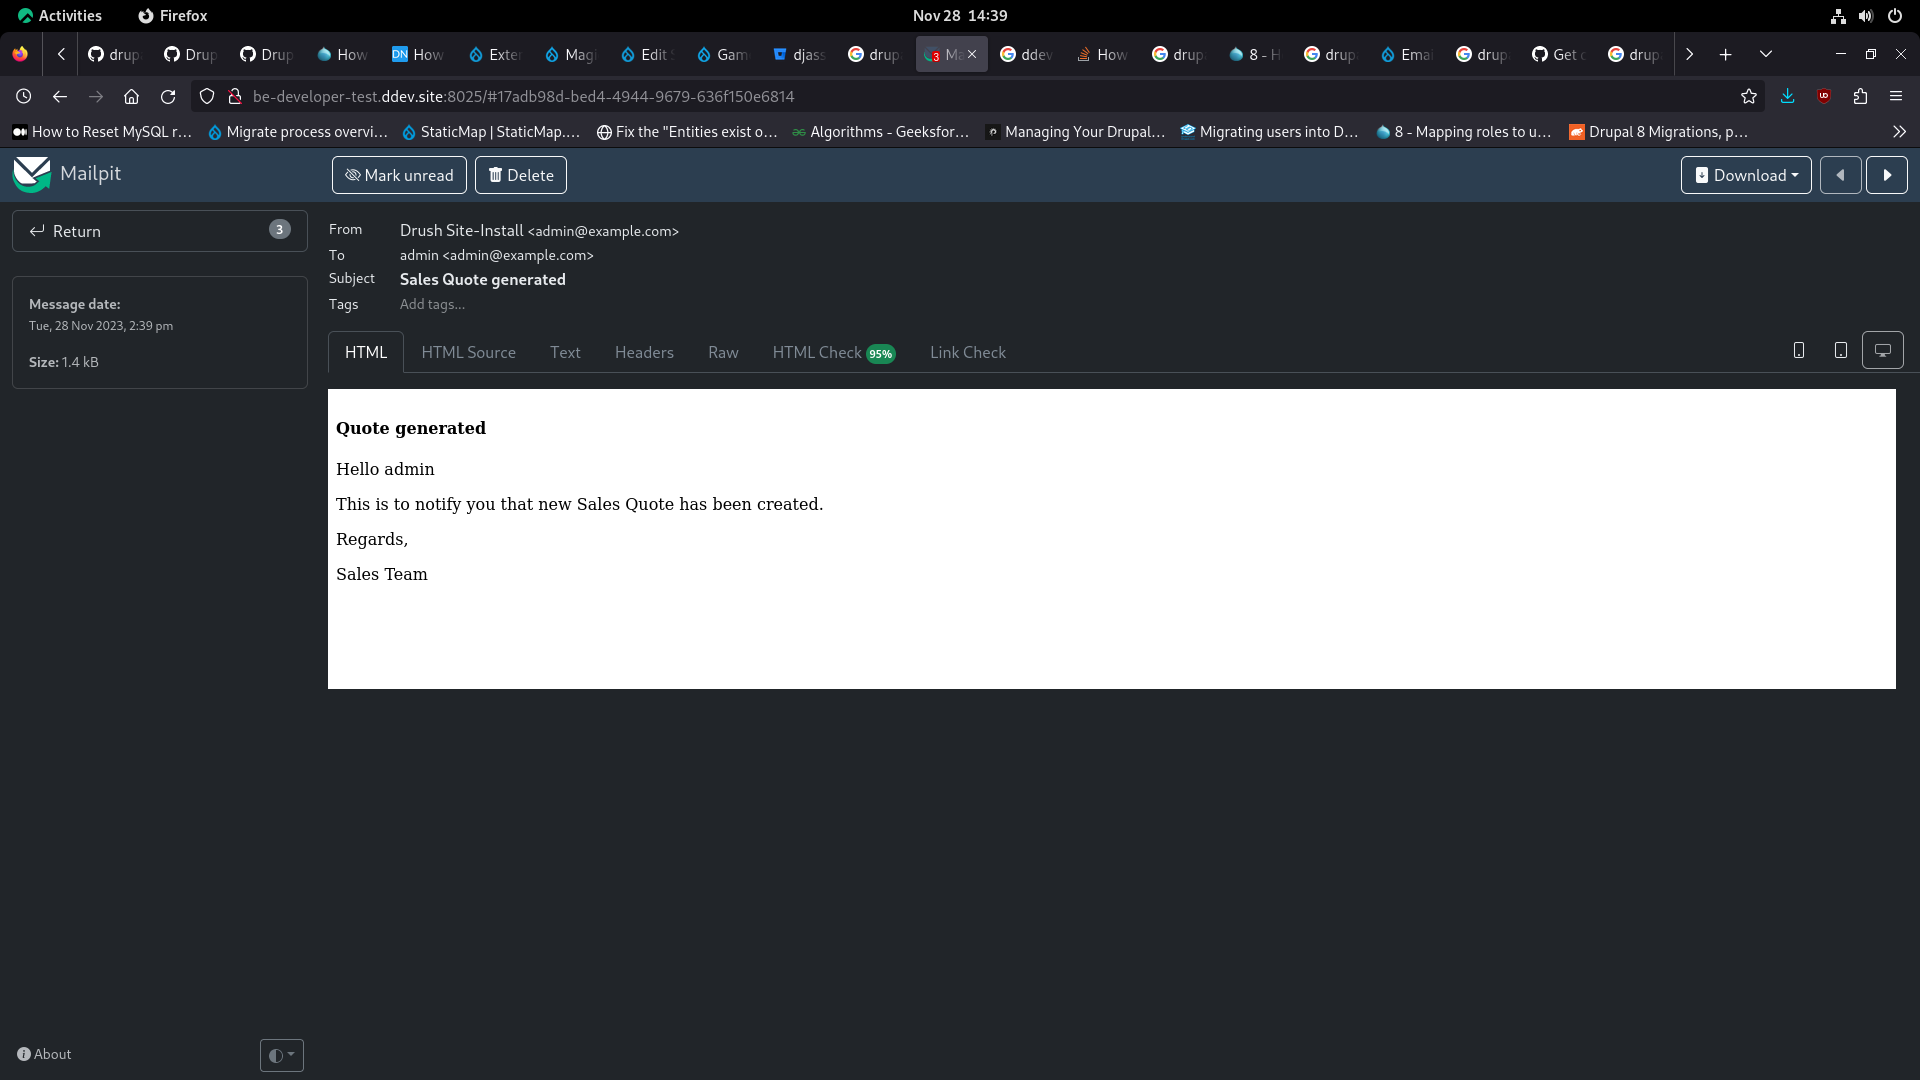 Activities Firefox Nov 28 14:39
drup Drup Drup How How Exter Magi Edit Gam djass drup 3 Ma ddev How drup 8 - H drup Emai drup Get drup
be-developer-test.ddev.site:8025/#17adb98d-bed4-4944-9679-636f150e6814
How to Reset MySQL r… Migrate process overvi… StaticMap | StaticMap.… Fix the "Entities exist o… Algorithms - Geeksfor… Managing Your Drupal… Migrating users into D… 8 - Mapping roles to u… Drupal 8 Migrations, p…
Mailpit Mark unread Delete Download
Return 3
Message date:
Tue, 28 Nov 2023, 2:39 pm
Size: 1.4 kB
From Drush Site-Install <admin@example.com>
To admin <admin@example.com>
Subject Sales Quote generated
Tags Add tags...
HTML HTML Source Text Headers Raw HTML Check 95% Link Check
Quote generated
Hello admin
This is to notify you that new Sales Quote has been created.
Regards,
Sales Team
About